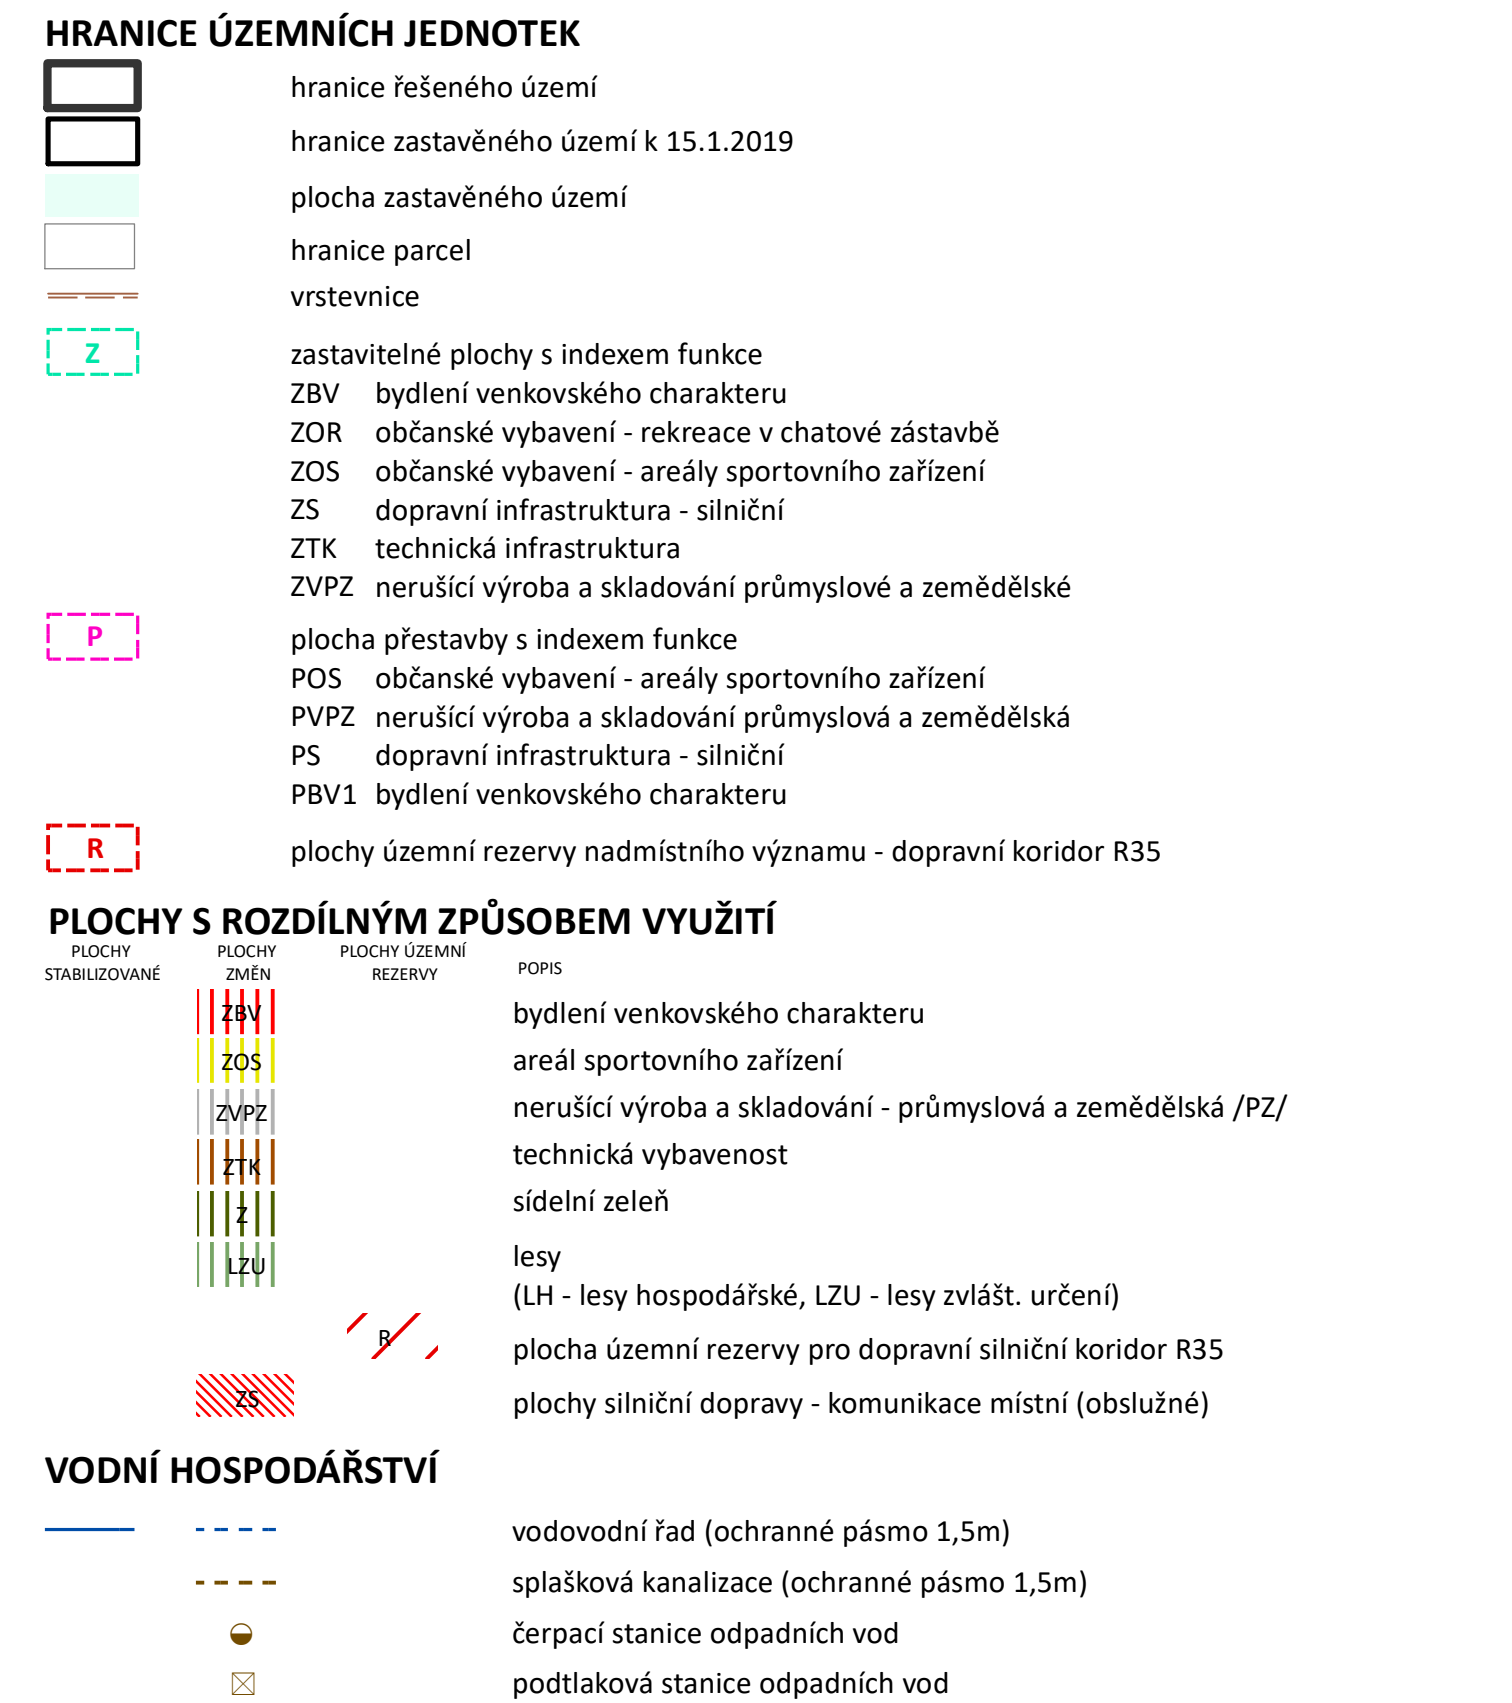 HRANICE ÚZEMNÍCH JEDNOTEK
hranice řešeného území
hranice zastavěného území k 15.1.2019
plocha zastavěného území
hranice parcel
vrstevnice
Z zastavitelné plochy s indexem funkce
ZBV bydlení venkovského charakteru
ZOR občanské vybavení - rekreace v chatové zástavbě
ZOS občanské vybavení - areály sportovního zařízení
ZS dopravní infrastruktura - silniční
ZTK technická infrastruktura
ZVPZ nerušící výroba a skladování průmyslové a zemědělské
P plocha přestavby s indexem funkce
POS občanské vybavení - areály sportovního zařízení
PVPZ nerušící výroba a skladování průmyslová a zemědělská
PS dopravní infrastruktura - silniční
PBV1 bydlení venkovského charakteru
R plochy územní rezervy nadmístního významu - dopravní koridor R35
PLOCHY S ROZDÍLNÝM ZPŮSOBEM VYUŽITÍ
PLOCHY STABILIZOVANÉ
PLOCHY ZMĚN
PLOCHY ÚZEMNÍ REZERVY
POPIS
ZBV bydlení venkovského charakteru
ZOS areál sportovního zařízení
ZVPZ nerušící výroba a skladování - průmyslová a zemědělská /PZ/
ZTK technická vybavenost
Z sídelní zeleň
LZU lesy
(LH - lesy hospodářské, LZU - lesy zvlášt. určení)
R plocha územní rezervy pro dopravní silniční koridor R35
ZS plochy silniční dopravy - komunikace místní (obslužné)
VODNÍ HOSPODÁŘSTVÍ
vodovodní řad (ochranné pásmo 1,5m)
splašková kanalizace (ochranné pásmo 1,5m)
čerpací stanice odpadních vod
podtlaková stanice odpadních vod